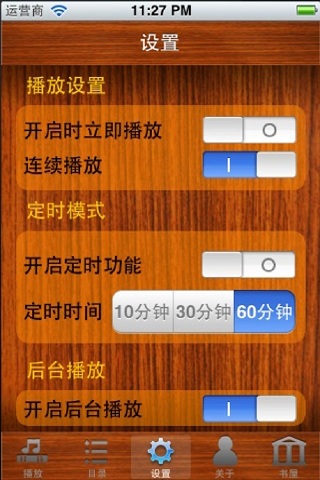 运营商 11:27 PM
设置
播放设置
开启时立即播放
连续播放
定时模式
开启定时功能
定时时间 10分钟 30分钟 60分钟
后台播放
开启后台播放
播放 目录 设置 关于 书屋